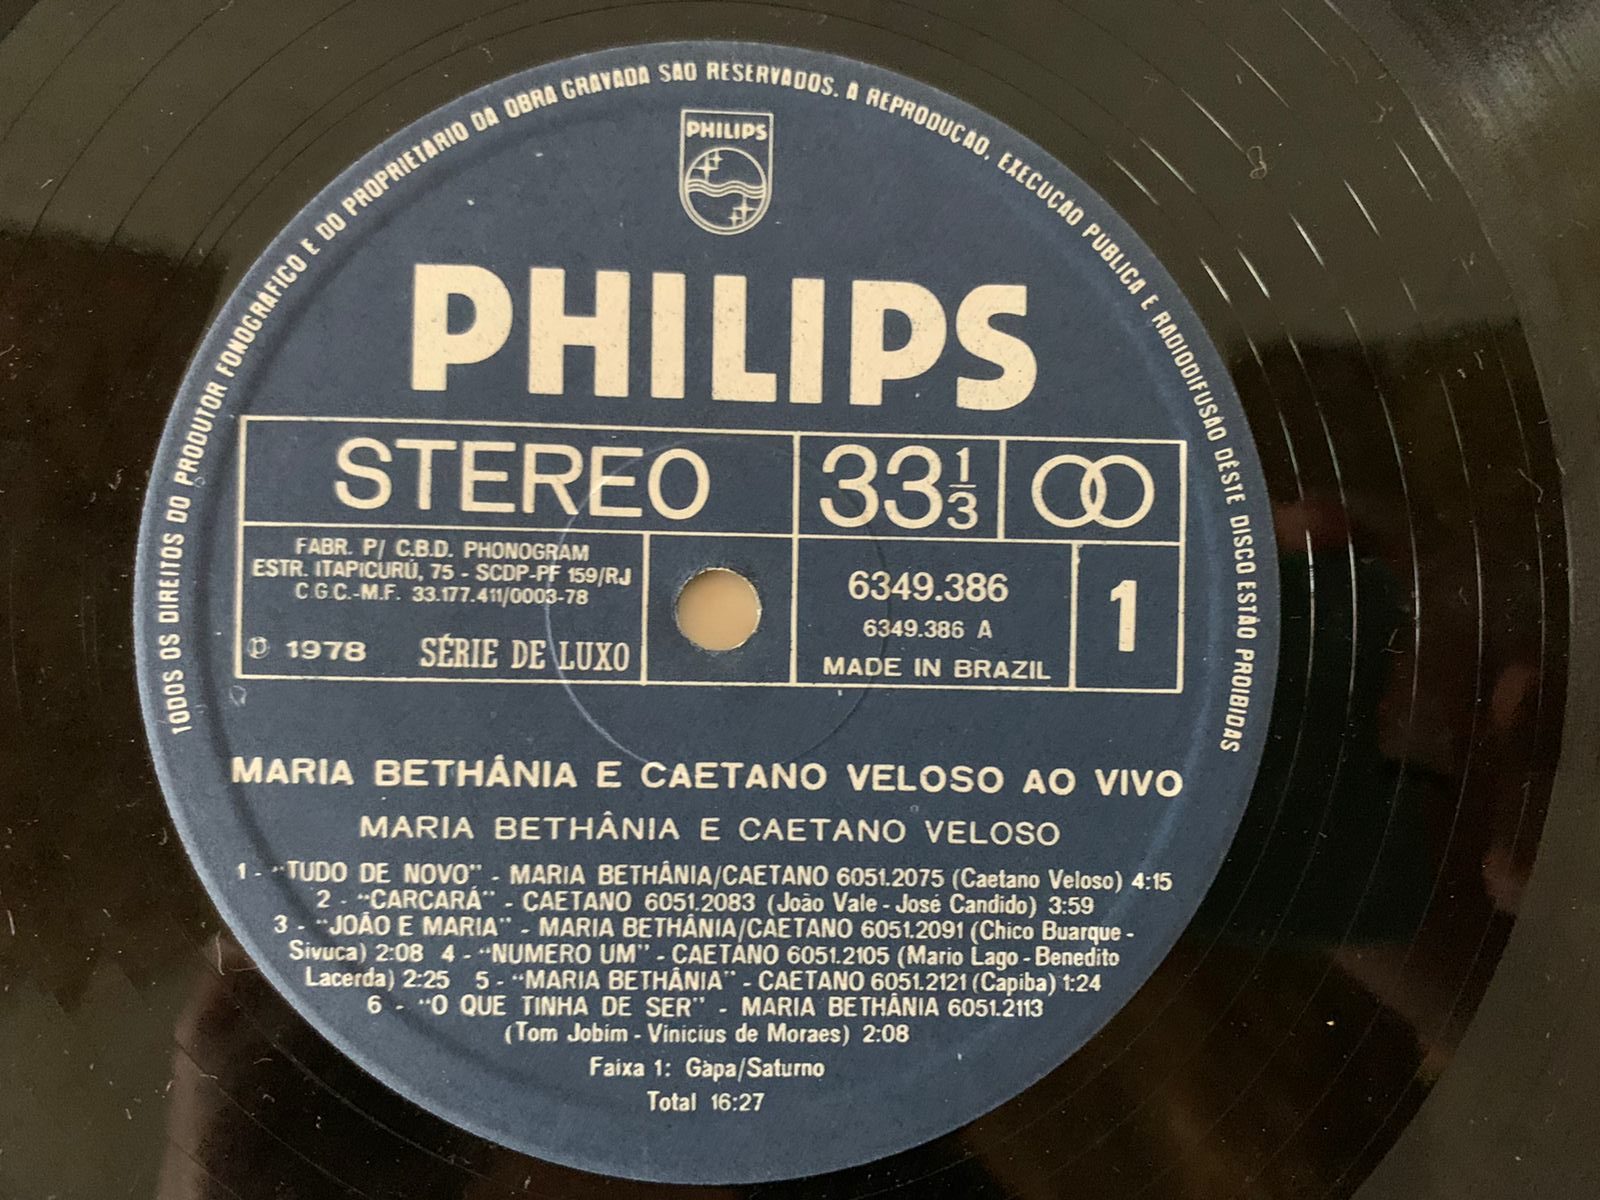 TODOS OS DIREITOS DO PRODUTOR FONOGRAFICO E DO PROPRIETARIO DA OBRA GRAVADA SAO RESERVADOS. A REPRODUCAO, EXECUÇAO PUBLICA E RADIODIFUSÃO DÊSTE DISCO ESTÃO PROIBIDAS
PHILIPS
PHILIPS
STEREO
33 1/3
FABR. P/ C.B.D. PHONOGRAM
ESTR. ITAPICURÚ, 75 - SCDP-PF 159/RJ
C.G.C.-M.F. 33.177.411/0003-78
℗ 1978 SÉRIE DE LUXO
6349.386
6349.386 A
MADE IN BRAZIL
1
MARIA BETHÂNIA E CAETANO VELOSO AO VIVO
MARIA BETHÂNIA E CAETANO VELOSO
1 - "TUDO DE NOVO" - MARIA BETHÂNIA/CAETANO 6051.2075 (Caetano Veloso) 4:15
2 - "CARCARÁ" - CAETANO 6051.2083 (João Vale - José Candido) 3:59
3 - "JOÃO E MARIA" - MARIA BETHÂNIA/CAETANO 6051.2091 (Chico Buarque -
Sivuca) 2:08 4 - "NUMERO UM" - CAETANO 6051.2105 (Mario Lago - Benedito
Lacerda) 2:25 5 - "MARIA BETHÂNIA" - CAETANO 6051.2121 (Capiba) 1:24
6 - "O QUE TINHA DE SER" - MARIA BETHÂNIA 6051.2113
(Tom Jobim - Vinicius de Moraes) 2:08
Faixa 1: Gapa/Saturno
Total 16:27